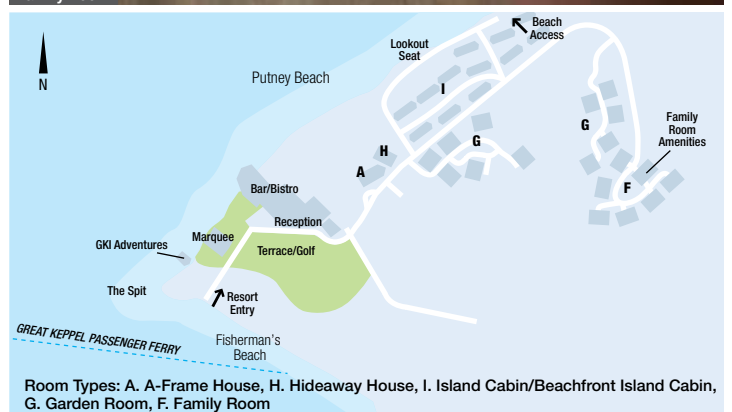 Beach
Access
Lookout
Seat
Putney Beach
N
I
G
Family
Room
Amenities
H
G
A
F
Bar/Bistro
Reception
Marquee
GKI Adventures
Terrace/Golf
The Spit
Resort
Entry
GREAT KEPPEL PASSENGER FERRY
Fisherman's
Beach
Room Types: A. A-Frame House, H. Hideaway House, I. Island Cabin/Beachfront Island Cabin,
G. Garden Room, F. Family Room